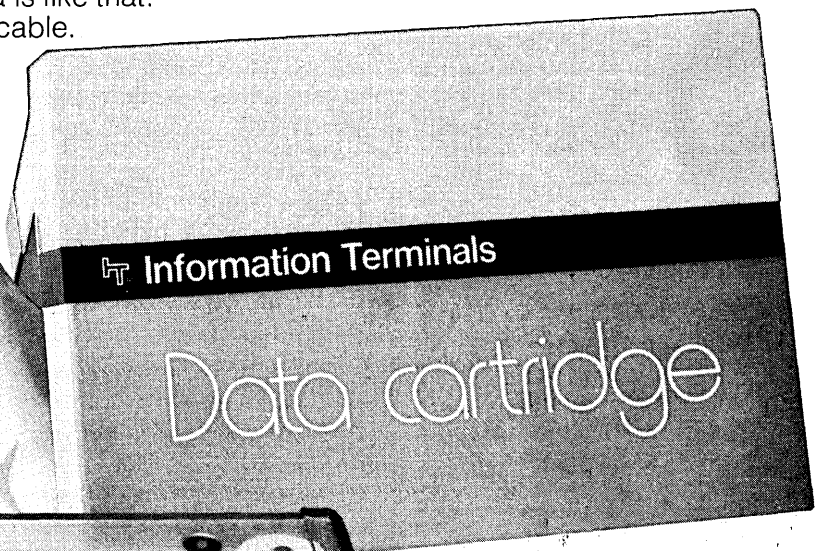 is like that.
cable.
Information Terminals
Data cartridge